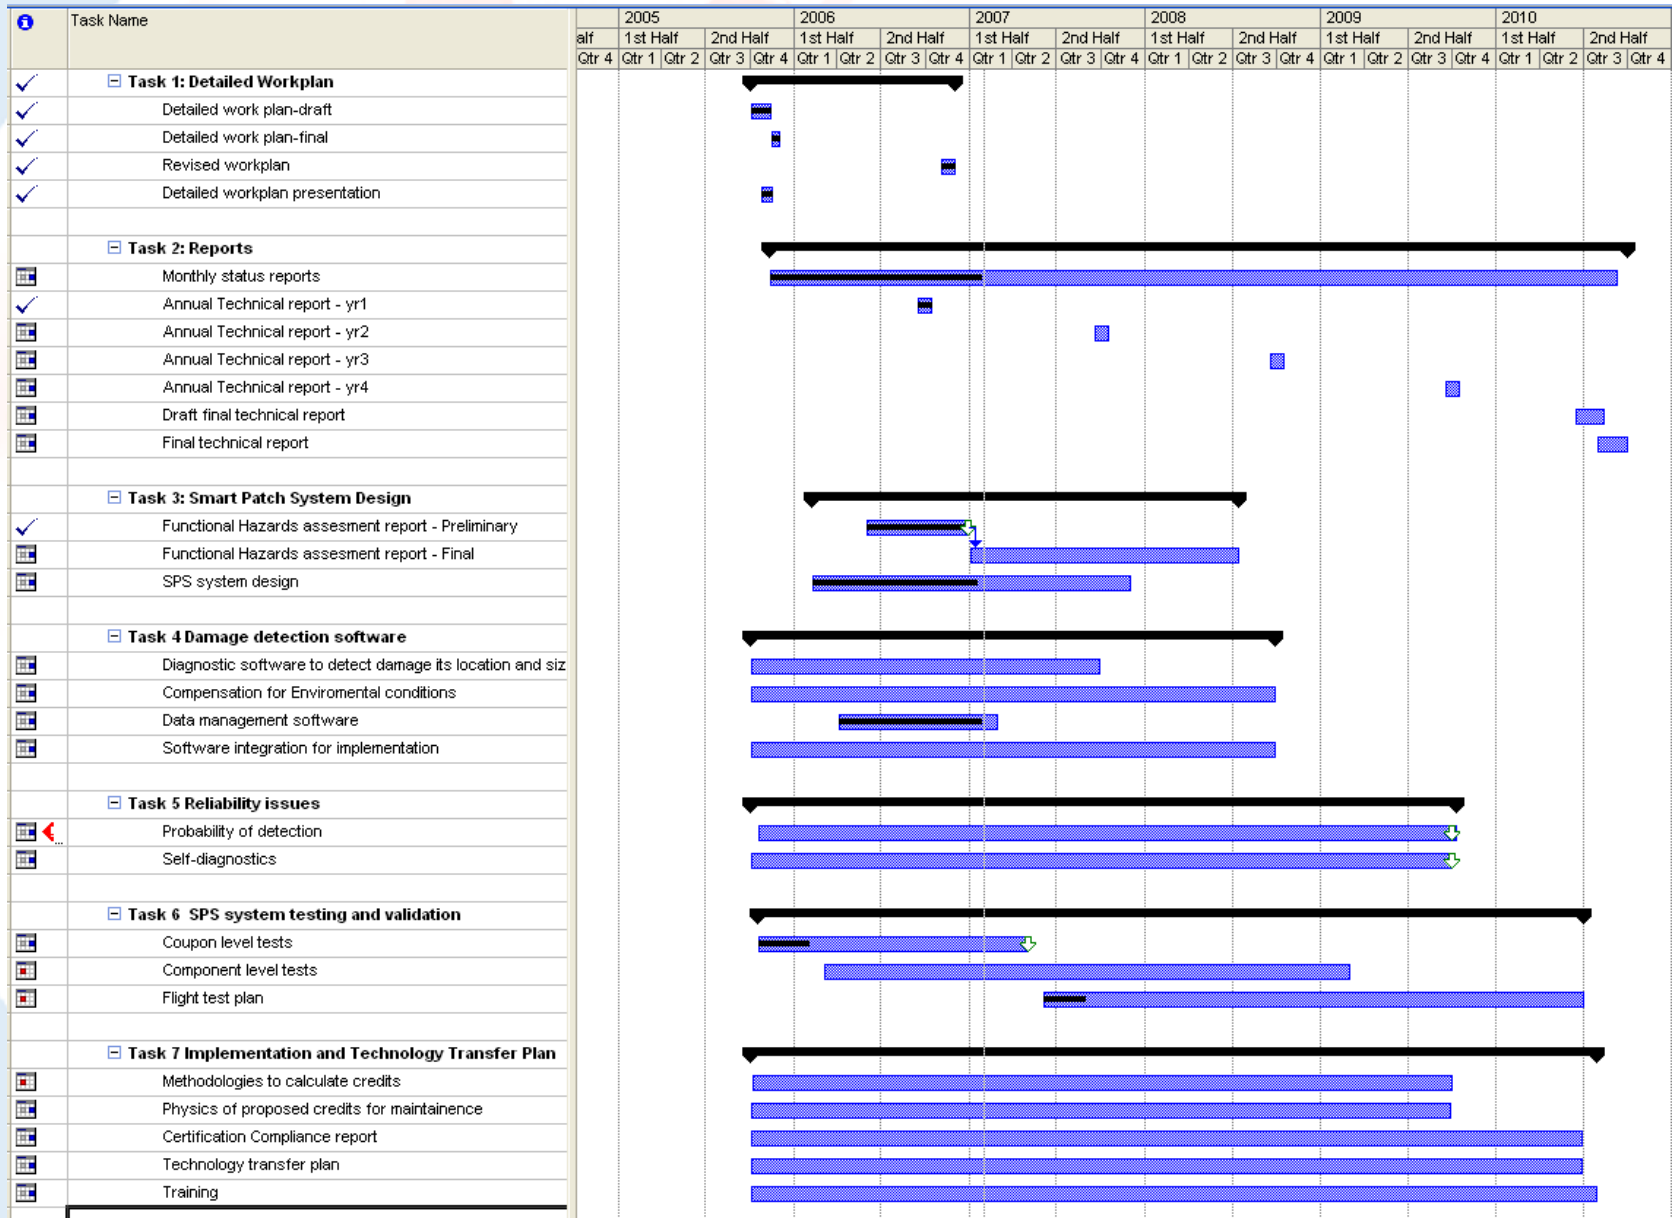 Task Name
2005 2006 2007 2008 2009 2010
alf 1st Half 2nd Half 1st Half 2nd Half 1st Half 2nd Half 1st Half 2nd Half 1st Half 2nd Half 1st Half 2nd Half
Qtr 4 Qtr 1 Qtr 2 Qtr 3 Qtr 4 Qtr 1 Qtr 2 Qtr 3 Qtr 4 Qtr 1 Qtr 2 Qtr 3 Qtr 4 Qtr 1 Qtr 2 Qtr 3 Qtr 4 Qtr 1 Qtr 2 Qtr 3 Qtr 4 Qtr 1 Qtr 2 Qtr 3 Qtr 4
Task 1: Detailed Workplan
Detailed work plan-draft
Detailed work plan-final
Revised workplan
Detailed workplan presentation
Task 2: Reports
Monthly status reports
Annual Technical report - yr1
Annual Technical report - yr2
Annual Technical report - yr3
Annual Technical report - yr4
Draft final technical report
Final technical report
Task 3: Smart Patch System Design
Functional Hazards assesment report - Preliminary
Functional Hazards assesment report - Final
SPS system design
Task 4 Damage detection software
Diagnostic software to detect damage its location and siz
Compensation for Enviromental conditions
Data management software
Software integration for implementation
Task 5 Reliability issues
Probability of detection
Self-diagnostics
Task 6 SPS system testing and validation
Coupon level tests
Component level tests
Flight test plan
Task 7 Implementation and Technology Transfer Plan
Methodologies to calculate credits
Physics of proposed credits for maintainence
Certification Compliance report
Technology transfer plan
Training